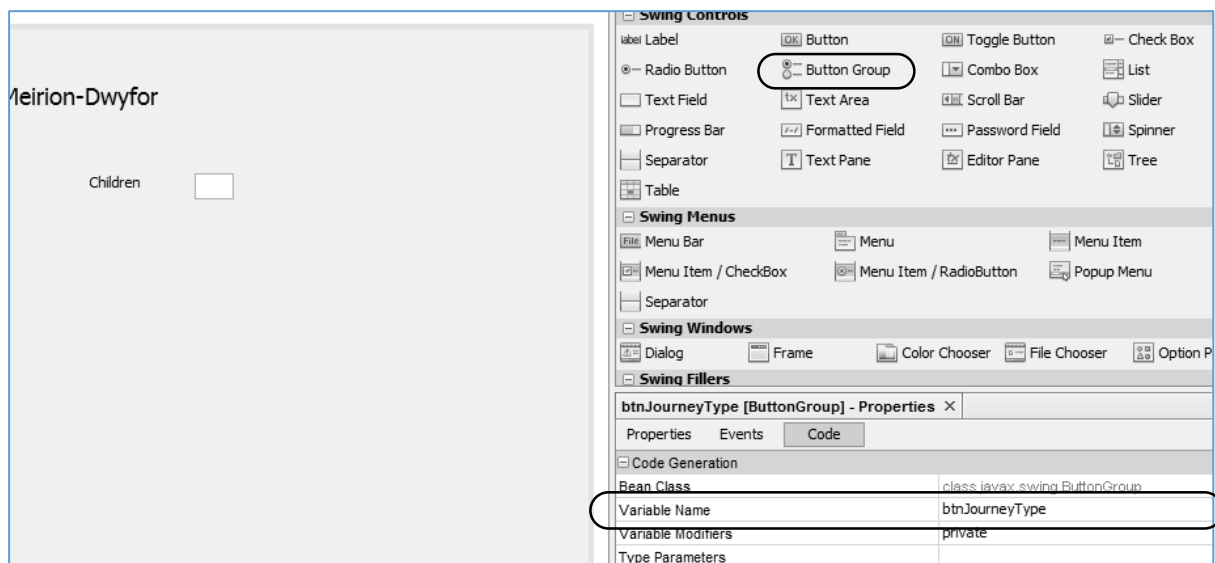 Meirion-Dwyfor
Children
Swing Controls
label Label
OK Button
ON Toggle Button
Check Box
Radio Button
Button Group
Combo Box
List
Text Field
Text Area
Scroll Bar
Slider
Progress Bar
Formatted Field
Password Field
Spinner
Separator
T Text Pane
Editor Pane
Tree
Table
Swing Menus
File Menu Bar
Menu
Menu Item
Menu Item / CheckBox
Menu Item / RadioButton
Popup Menu
Separator
Swing Windows
Dialog
Frame
Color Chooser
File Chooser
Option P
Swing Fillers
btnJourneyType [ButtonGroup] - Properties ×
Properties Events Code
Code Generation
Bean Class class javax.swing.ButtonGroup
Variable Name btnJourneyType
Variable Modifiers private
Type Parameters